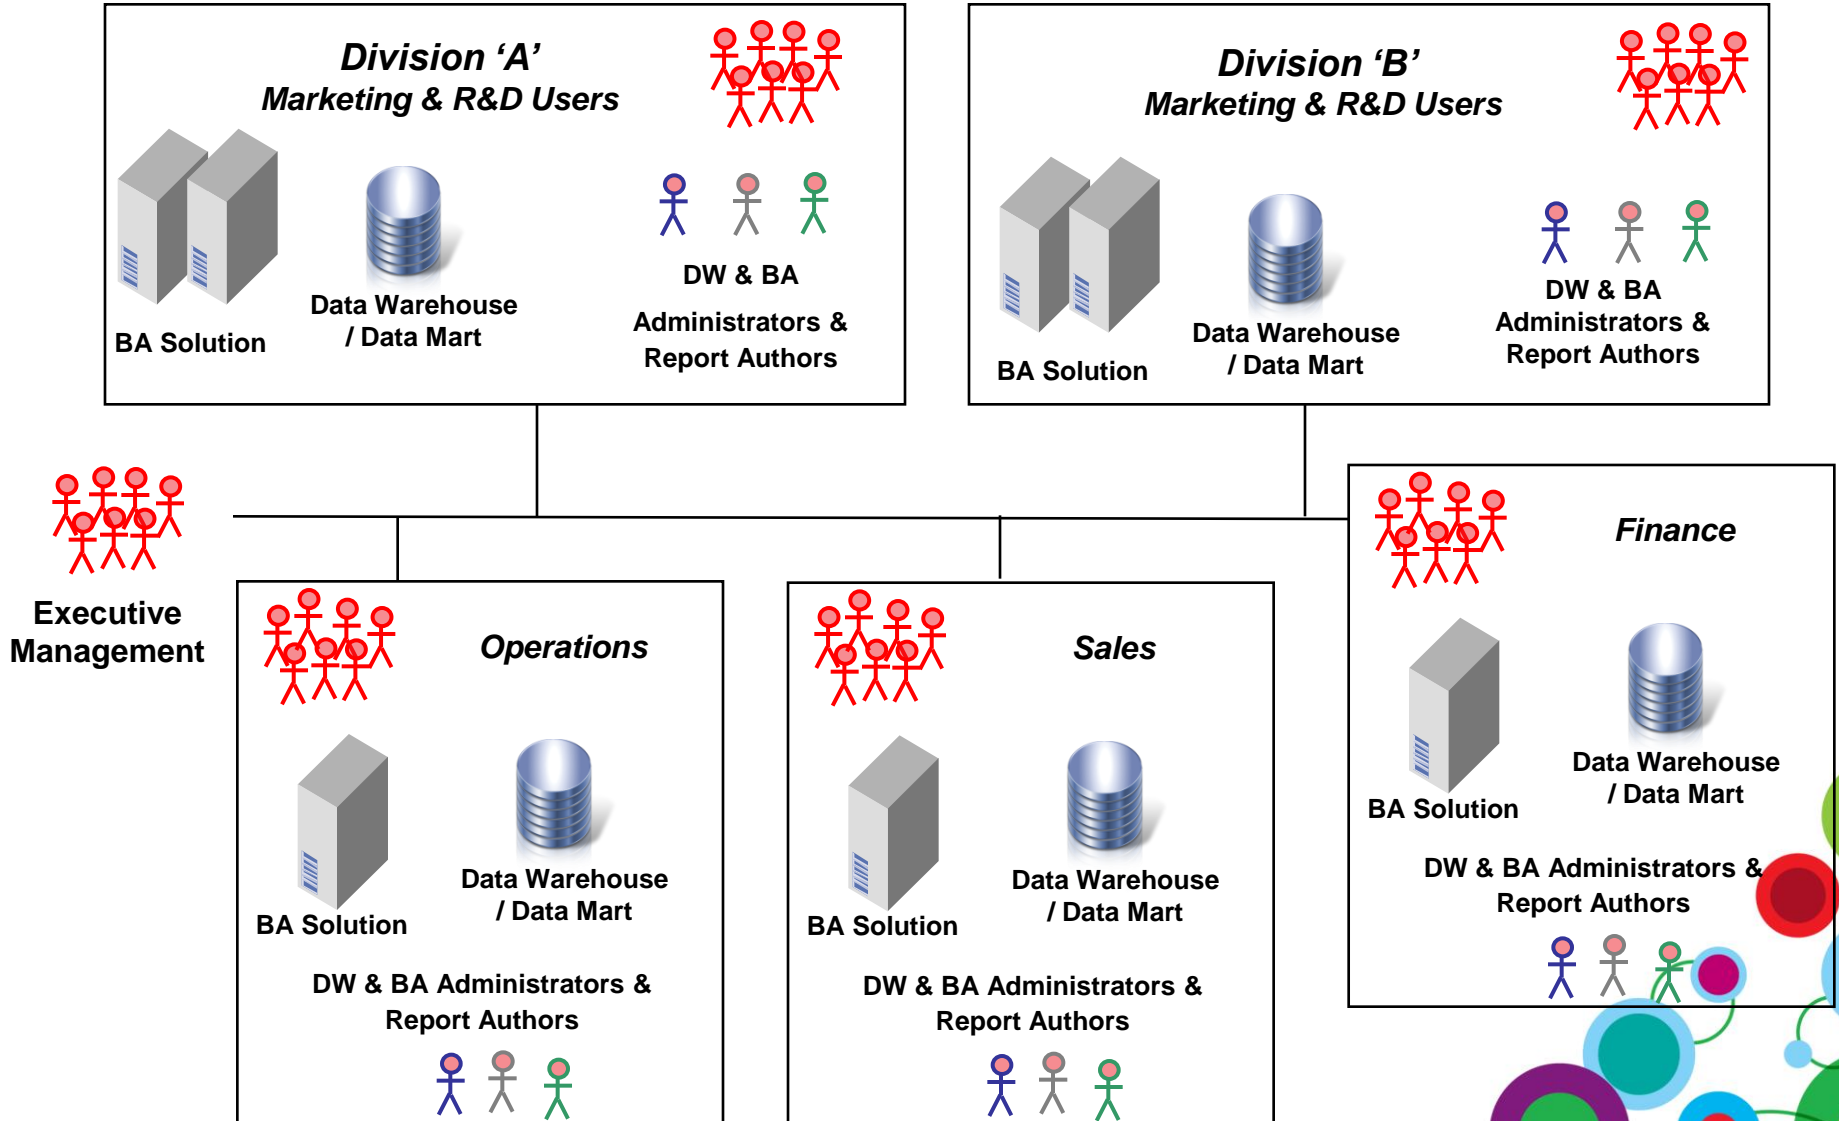 Division ‘A’
Marketing & R&D Users
BA Solution
Data Warehouse
/ Data Mart
DW & BA
Administrators &
Report Authors
Division ‘B’
Marketing & R&D Users
BA Solution
Data Warehouse
/ Data Mart
DW & BA
Administrators &
Report Authors
Executive
Management
Operations
BA Solution
Data Warehouse
/ Data Mart
DW & BA Administrators &
Report Authors
Sales
BA Solution
Data Warehouse
/ Data Mart
DW & BA Administrators &
Report Authors
Finance
BA Solution
Data Warehouse
/ Data Mart
DW & BA Administrators &
Report Authors